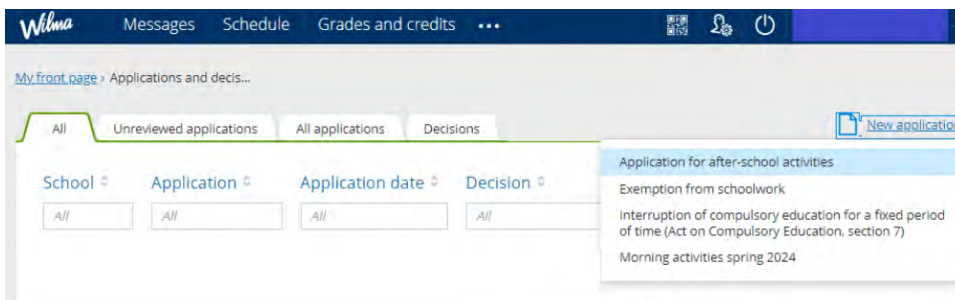 Wilma Messages Schedule Grades and credits •••
My front page › Applications and decis...
All Unreviewed applications All applications Decisions
New applicatio
School Application Application date Decision
All All All All
Application for after-school activities
Exemption from schoolwork
Interruption of compulsory education for a fixed period
of time (Act on Compulsory Education, section 7)
Morning activities spring 2024